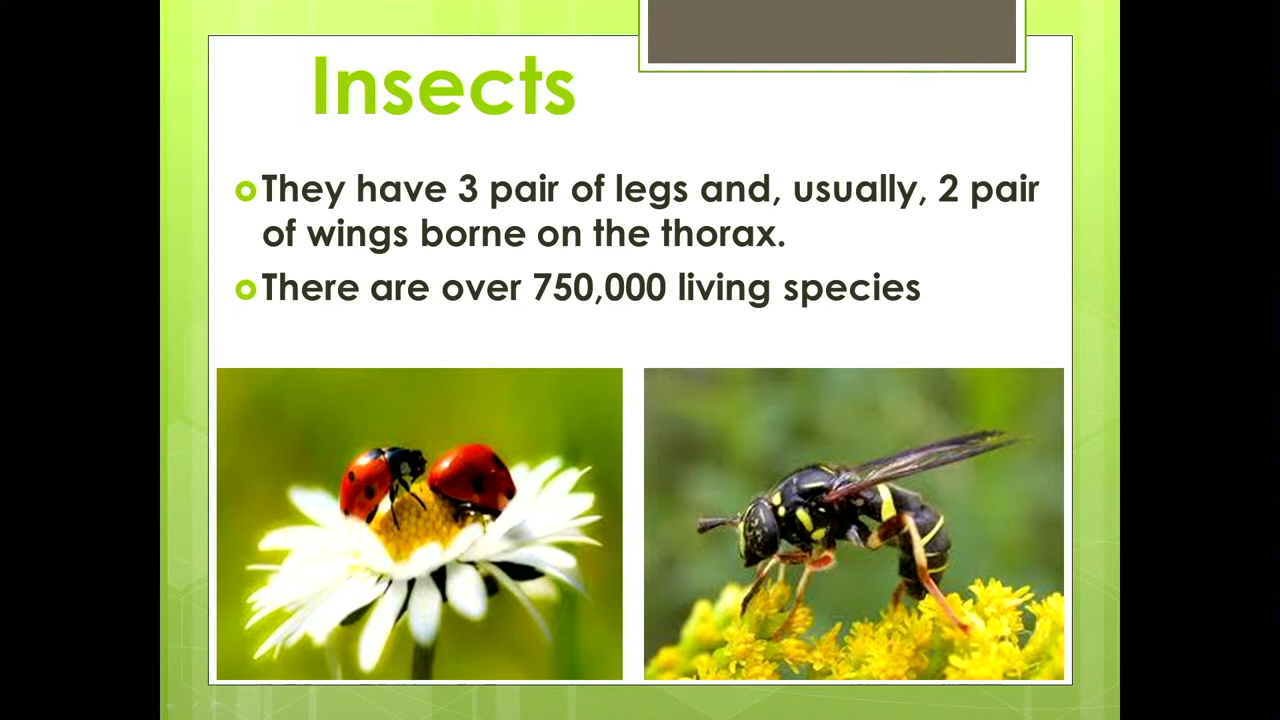 Insects
They have 3 pair of legs and, usually, 2 pair
of wings borne on the thorax.
There are over 750,000 living species